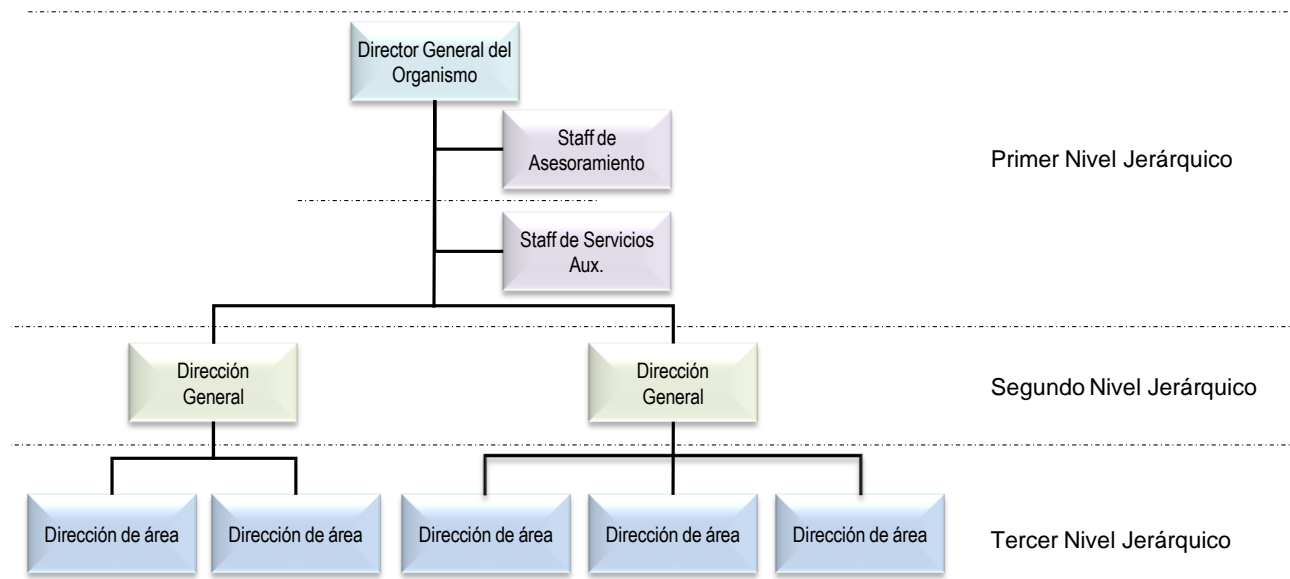 Director General del
Organismo
Staff de
Asesoramiento
Primer Nivel Jerárquico
Staff de Servicios
Aux.
Dirección
General
Dirección
General
Segundo Nivel Jerárquico
Dirección de área
Dirección de área
Dirección de área
Dirección de área
Dirección de área
Tercer Nivel Jerárquico